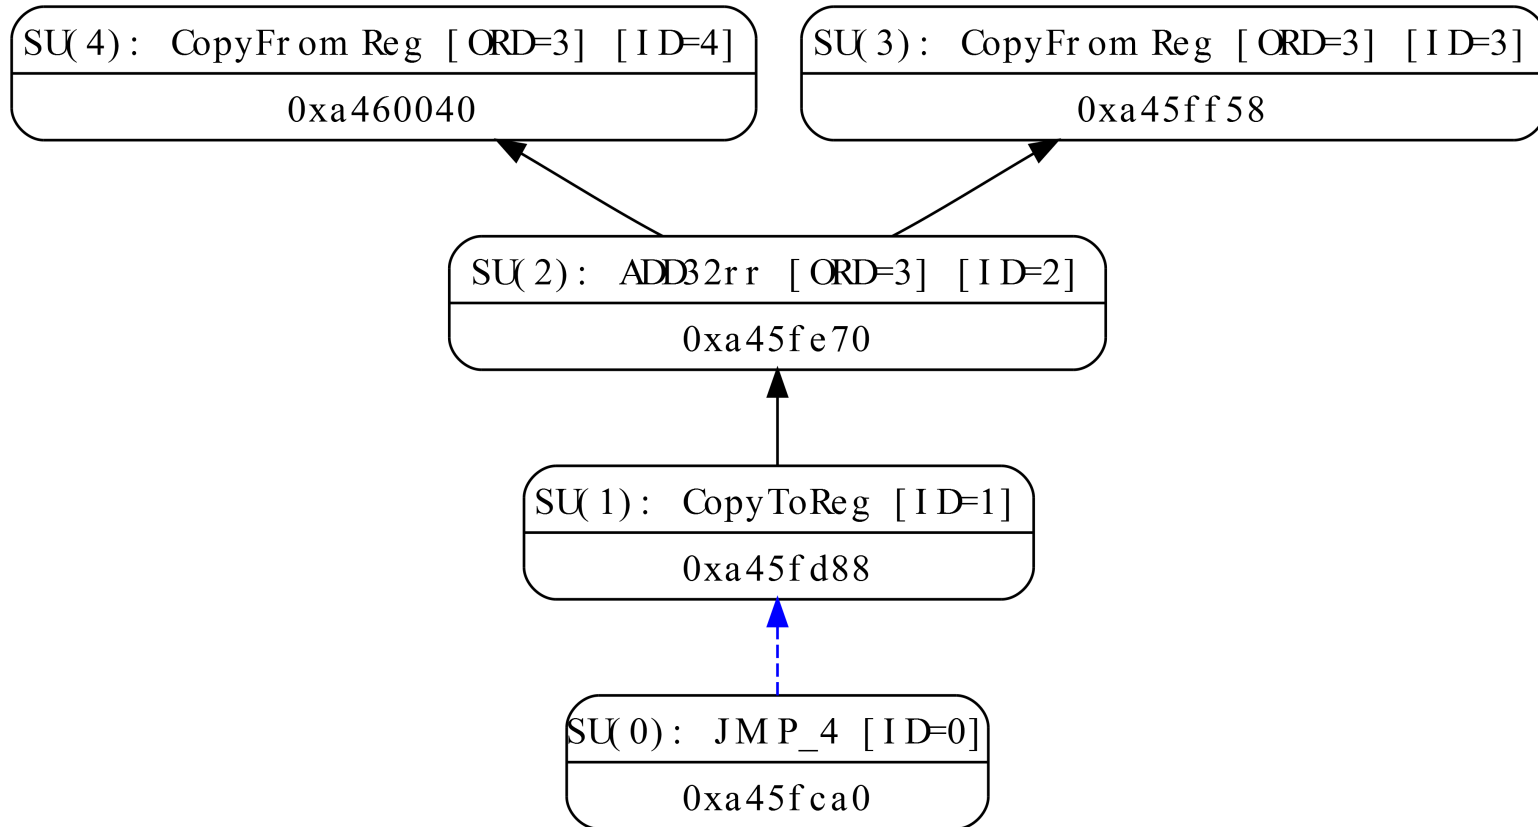 SU(4): CopyFromReg [ORD=3] [ID=4]
0xa460040
SU(3): CopyFromReg [ORD=3] [ID=3]
0xa45ff58
SU(2): ADD32rr [ORD=3] [ID=2]
0xa45fe70
SU(1): CopyToReg [ID=1]
0xa45fd88
SU(0): JMP_4 [ID=0]
0xa45fca0